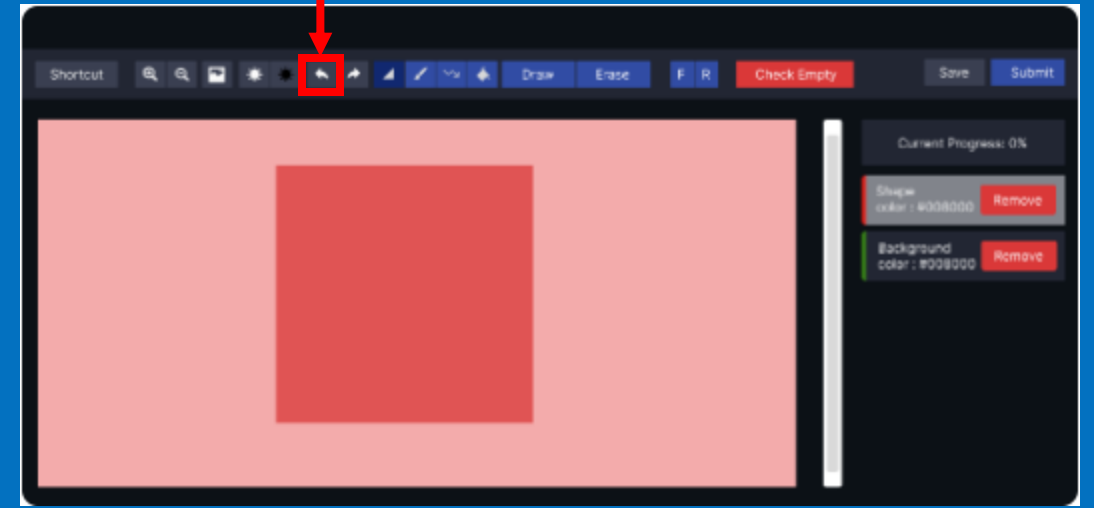 Shortcut
Draw
Erase
F
R
Check Empty
Save
Submit
Current Progress: 0%
Shape
color : #008000
Remove
Background
color : #008000
Remove